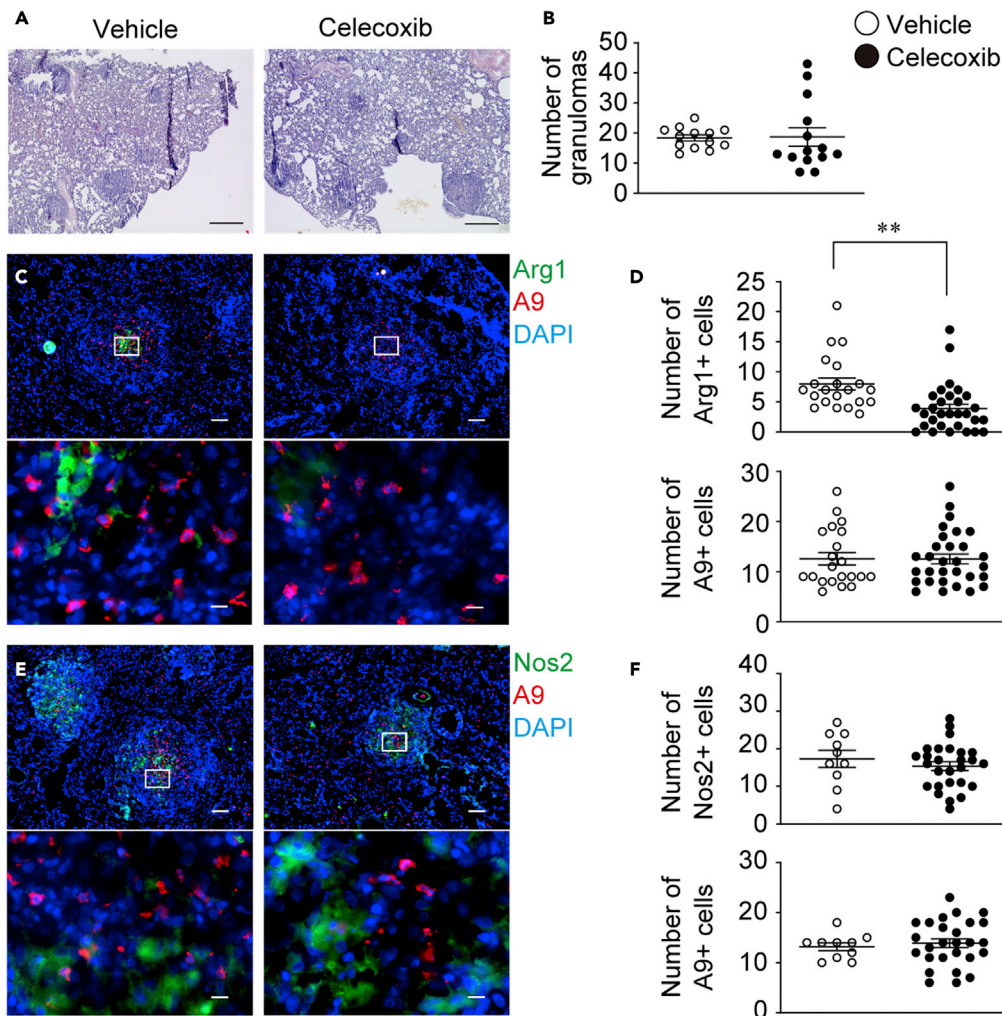 A
Vehicle
Celecoxib
B
Number of
granulomas
50
40
30
20
10
0
Vehicle
Celecoxib
C
Arg1
A9
DAPI
D
**
Number of
Arg1+ cells
25
20
15
10
5
0
Number of
A9+ cells
30
20
10
0
E
Nos2
A9
DAPI
F
Number of
Nos2+ cells
40
30
20
10
0
Number of
A9+ cells
30
20
10
0